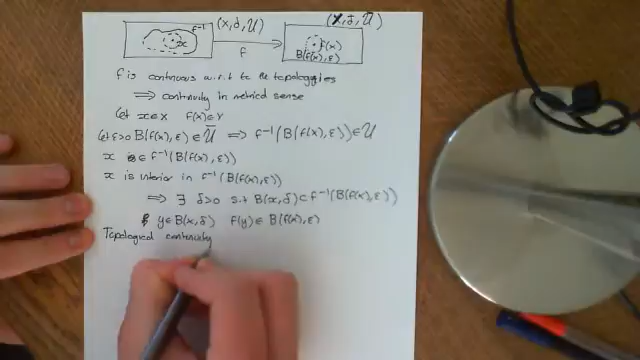 (X, d, U) (Y, d, Ū)
f⁻¹
x f f(x)
B(f(x), ε)
f is continuous w.r.t to the topologies
⟹ continuity in metric sense
Let x ∈ X f(x) ∈ Y
Let ε>0 B(f(x), ε) ∈ Ū ⟹ f⁻¹(B(f(x), ε)) ∈ U
x ∈ f⁻¹(B(f(x), ε))
x is interior in f⁻¹(B(f(x), ε))
⟹ ∃ δ>0 s.t B(x, δ) ⊂ f⁻¹(B(f(x), ε))
y ∈ B(x, δ) f(y) ∈ B(f(x), ε)
Topological continuity